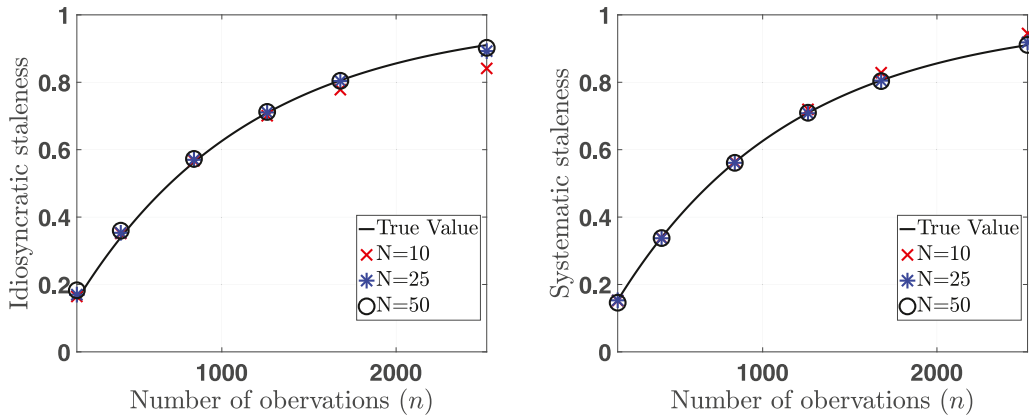 1
0.8
0.6
0.4
0.2
0
Idiosyncratic staleness
True Value
N=10
N=25
N=50
1000
2000
Number of obervations (n)
1
0.8
0.6
0.4
0.2
0
Systematic staleness
True Value
N=10
N=25
N=50
1000
2000
Number of obervations (n)